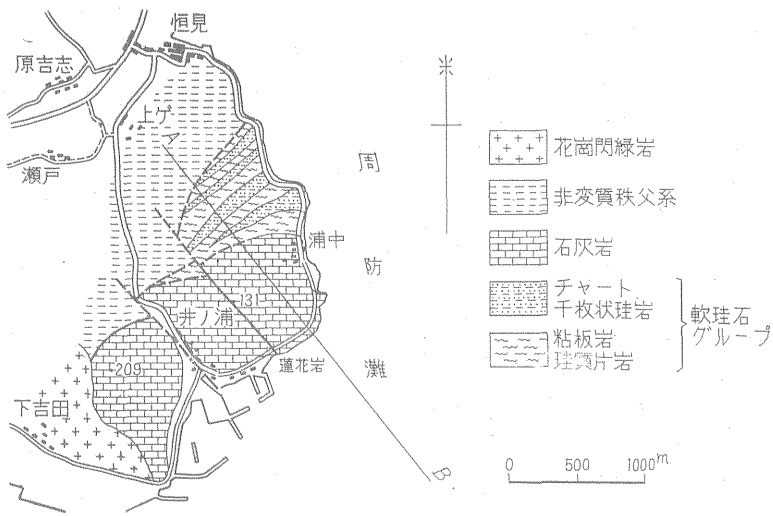 恒見
原吉志
上ゲ
A
瀬戸
周
防
灘
浦中
131
井ノ浦
蓮花岩
209
下吉田
B
花崗閃緑岩
非変質秩父系
石灰岩
チャート
千枚状珪岩
粘板岩
珪質片岩
軟珪石
グループ
0 500 1000m